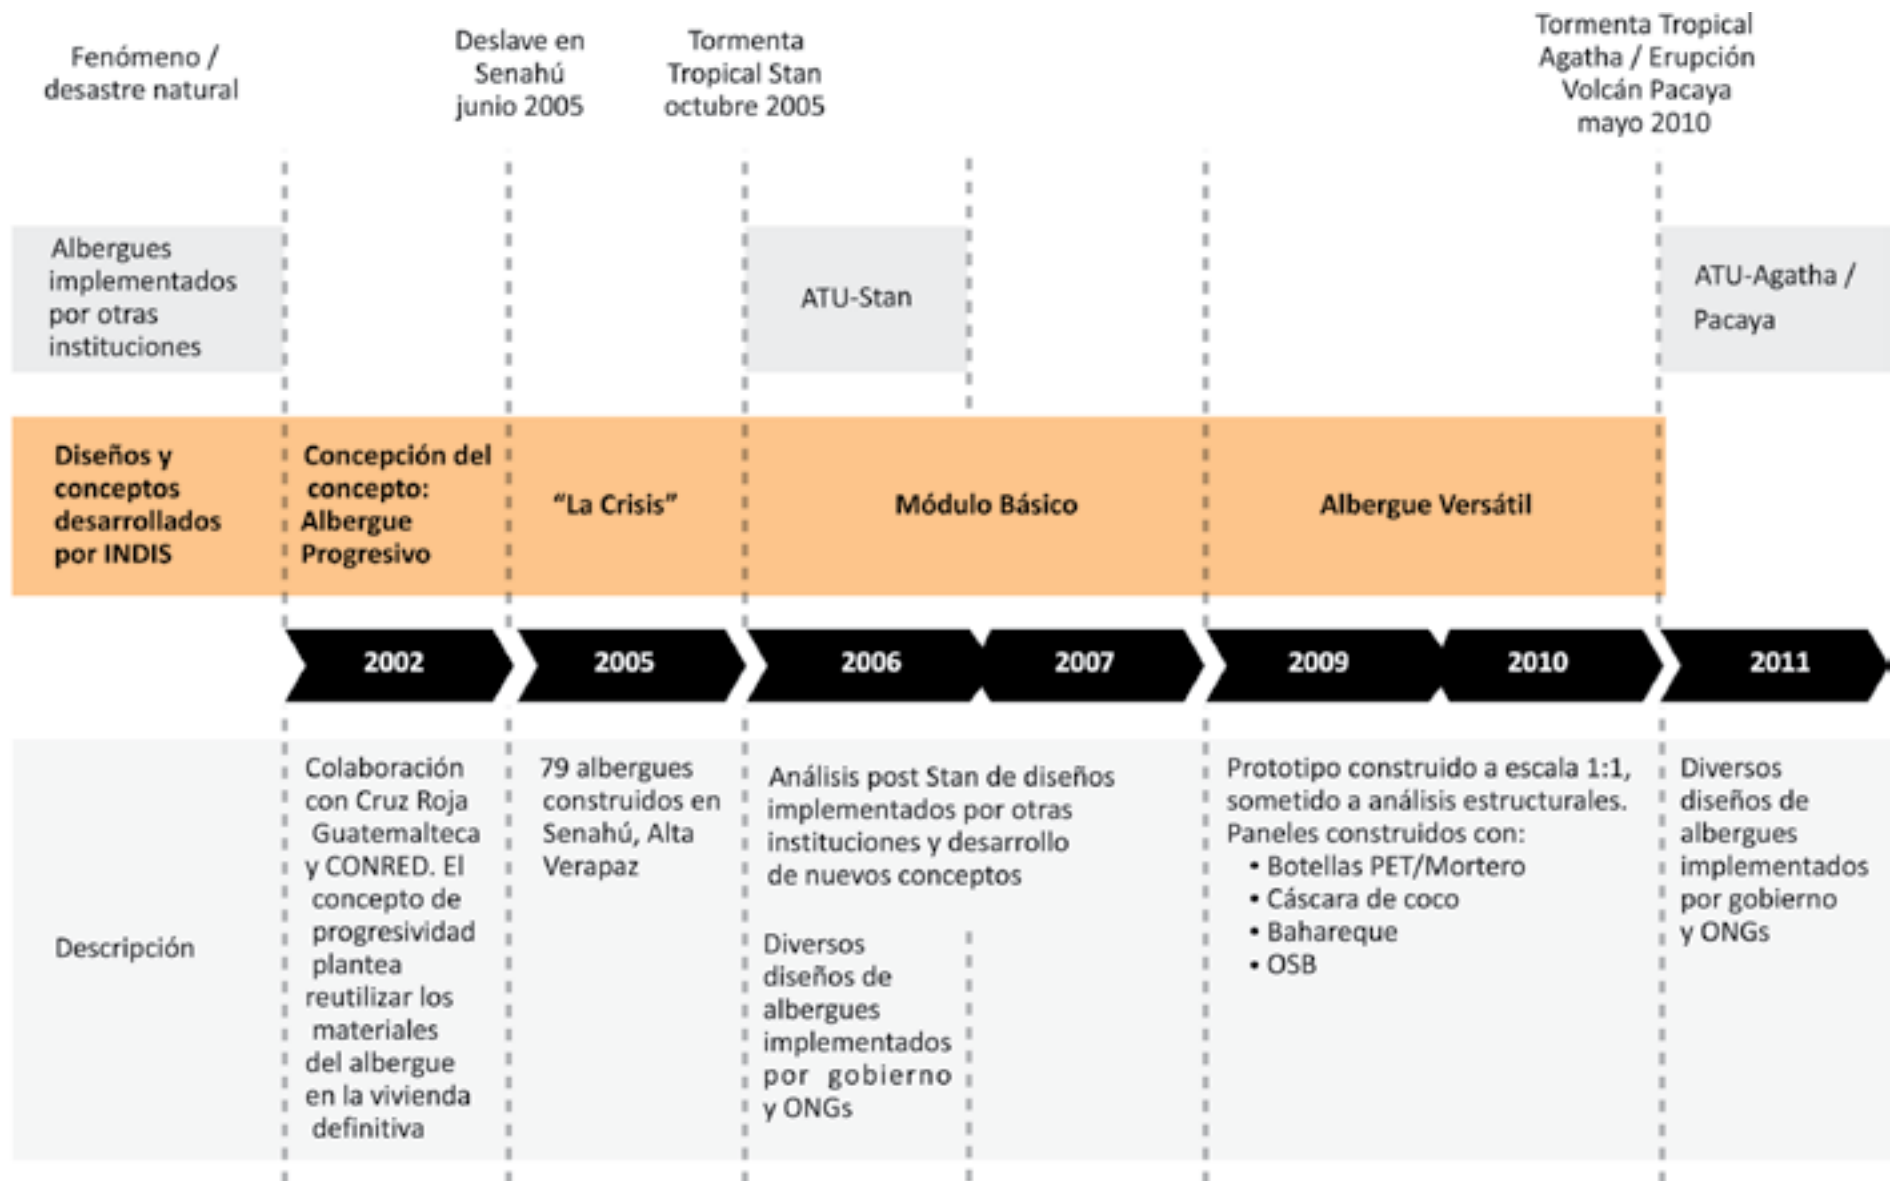 Fenómeno /
desastre natural
Deslave en
Senahú
junio 2005
Tormenta
Tropical Stan
octubre 2005
Tormenta Tropical
Agatha / Erupción
Volcán Pacaya
mayo 2010
Albergues
implementados
por otras
instituciones
ATU-Stan
ATU-Agatha /
Pacaya
Diseños y
conceptos
desarrollados
por INDIS
Concepción del
concepto:
Albergue
Progresivo
“La Crisis”
Módulo Básico
Albergue Versátil
2002
2005
2006
2007
2009
2010
2011
Descripción
Colaboración
con Cruz Roja
Guatemalteca
y CONRED. El
concepto de
progresividad
plantea
reutilizar los
materiales
del albergue
en la vivienda
definitiva
79 albergues
construidos en
Senahú, Alta
Verapaz
Análisis post Stan de diseños
implementados por otras
instituciones y desarrollo
de nuevos conceptos
Diversos
diseños de
albergues
implementados
por gobierno
y ONGs
Prototipo construido a escala 1:1,
sometido a análisis estructurales.
Paneles construidos con:
• Botellas PET/Mortero
• Cáscara de coco
• Bahareque
• OSB
Diversos
diseños de
albergues
implementados
por gobierno
y ONGs